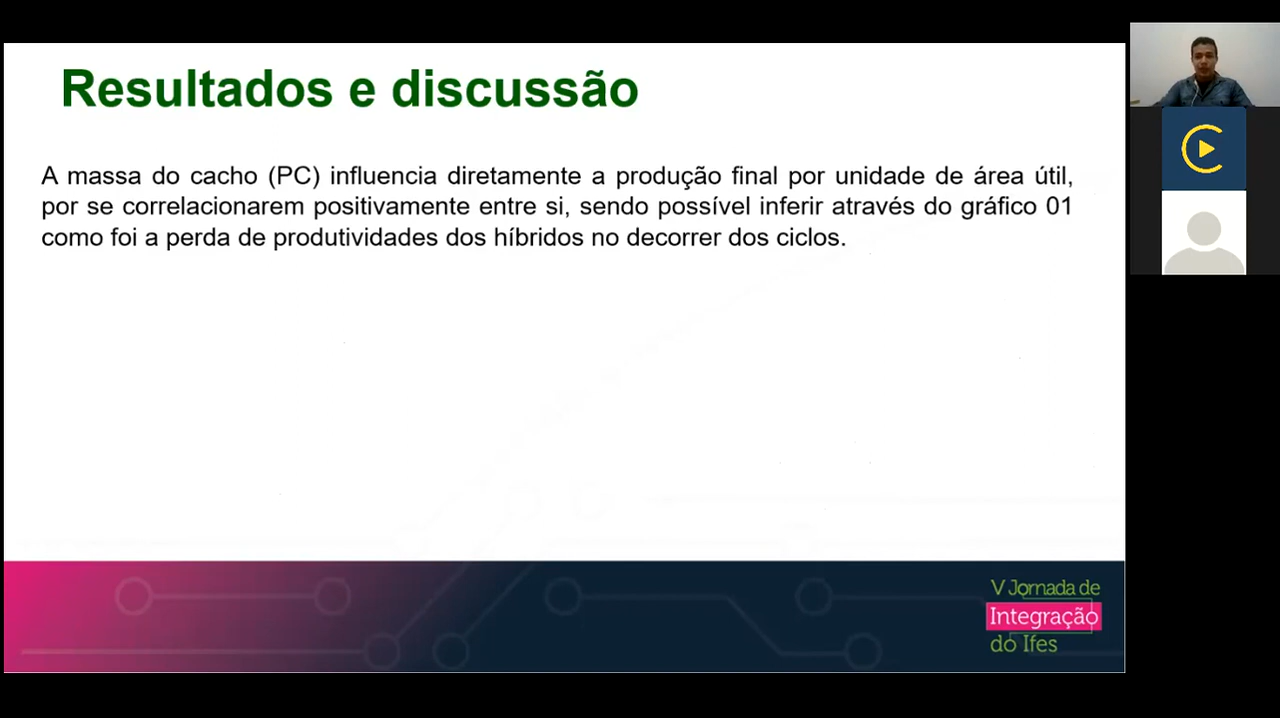 Resultados e discussão
A massa do cacho (PC) influencia diretamente a produção final por unidade de área útil,
por se correlacionarem positivamente entre si, sendo possível inferir através do gráfico 01
como foi a perda de produtividades dos híbridos no decorrer dos ciclos.
V Jornada de
Integração
do Ifes